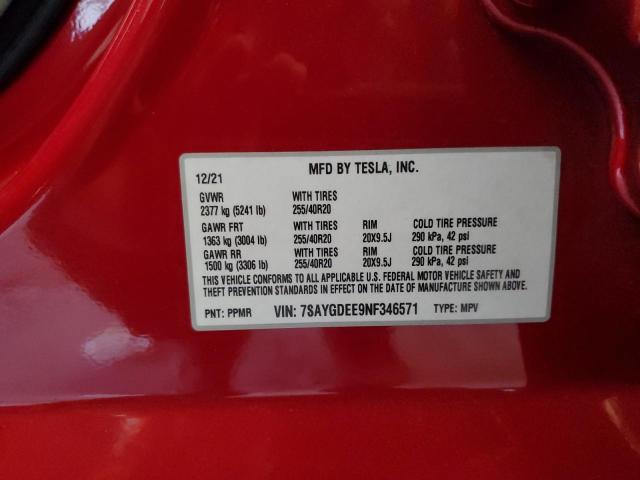 12/21 MFD BY TESLA, INC.
GVWR WITH TIRES
2377 kg (5241 lb) 255/40R20
GAWR FRT WITH TIRES RIM COLD TIRE PRESSURE
1363 kg (3004 lb) 255/40R20 20X9.5J 290 kPa, 42 psi
GAWR RR WITH TIRES RIM COLD TIRE PRESSURE
1500 kg (3306 lb) 255/40R20 20X9.5J 290 kPa, 42 psi
THIS VEHICLE CONFORMS TO ALL APPLICABLE U.S. FEDERAL MOTOR VEHICLE SAFETY AND
THEFT PREVENTION STANDARDS IN EFFECT ON THE DATE OF MANUFACTURE SHOWN ABOVE.
PNT: PPMR VIN: 7SAYGDEE9NF346571 TYPE: MPV